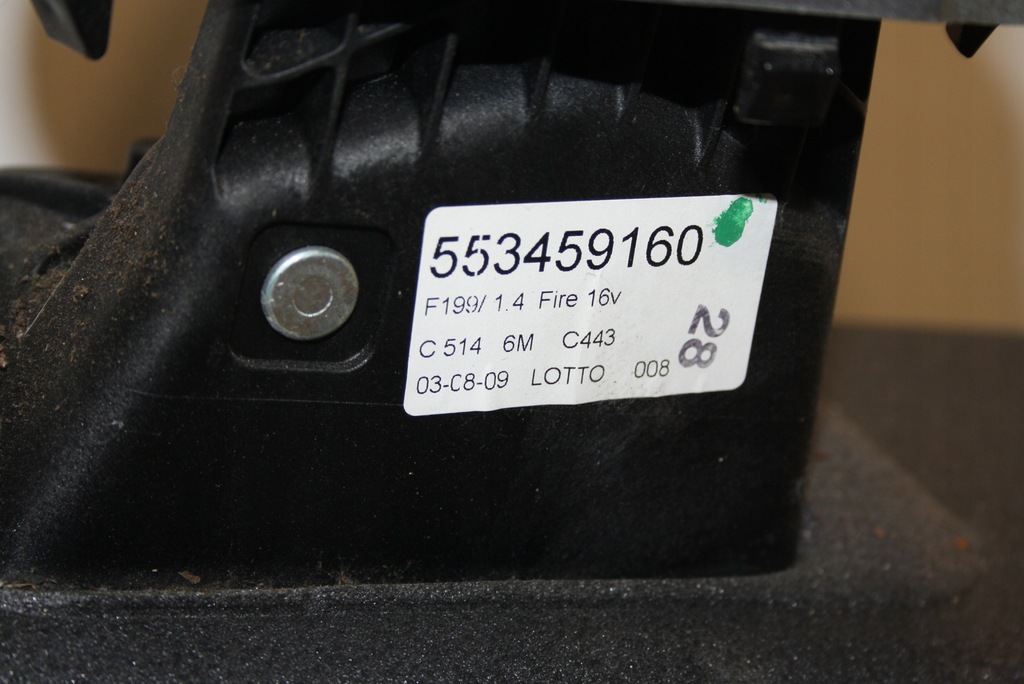 553459160
F199/ 1.4 Fire 16v
C 514 6M C443
03-08-09 LOTTO 008
28